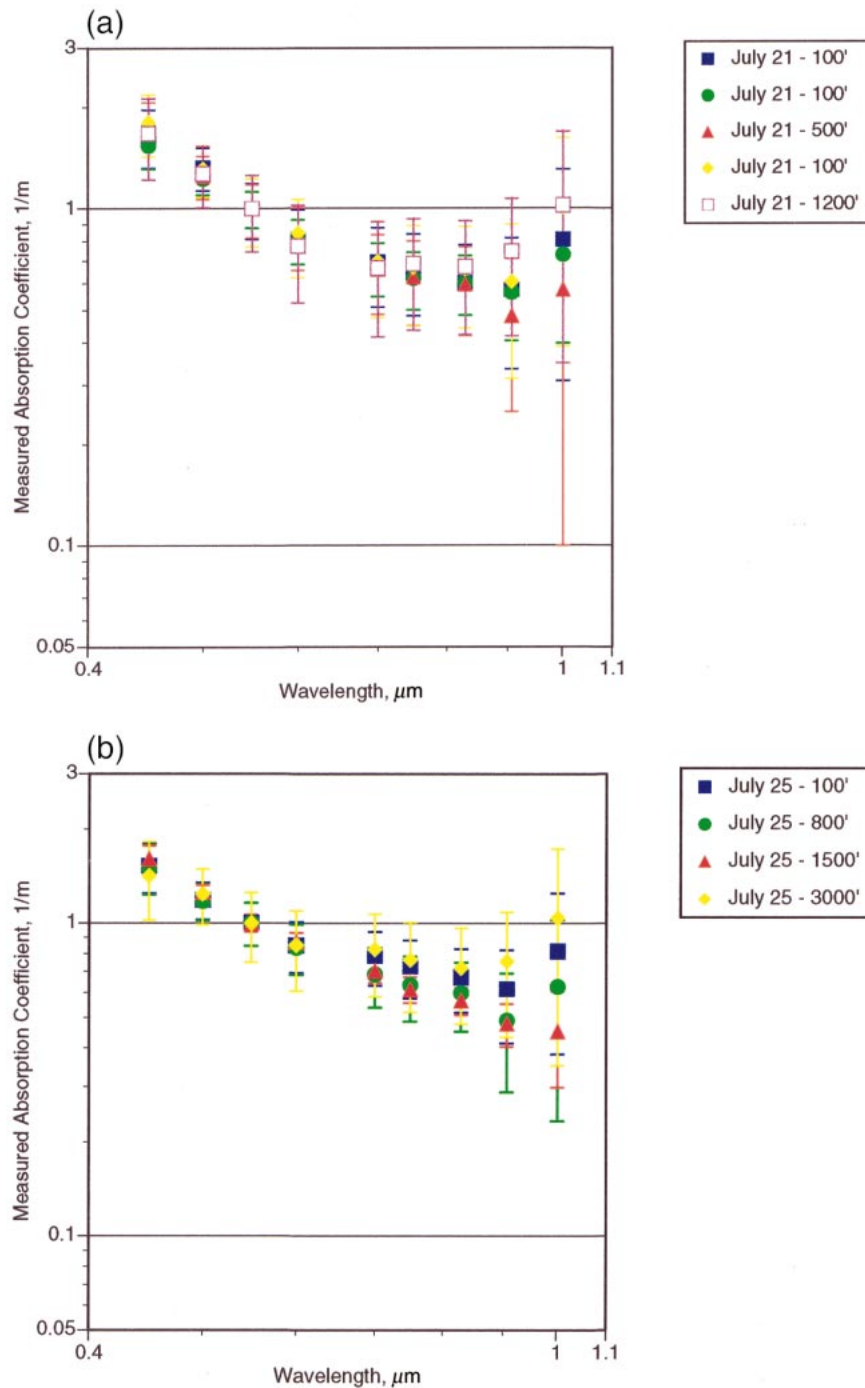 (a)
3
1
0.1
0.05
0.4
1
1.1
Measured Absorption Coefficient, 1/m
Wavelength, μm
July 21 - 100'
July 21 - 100'
July 21 - 500'
July 21 - 100'
July 21 - 1200'
(b)
3
1
0.1
0.05
0.4
1
1.1
Measured Absorption Coefficient, 1/m
Wavelength, μm
July 25 - 100'
July 25 - 800'
July 25 - 1500'
July 25 - 3000'